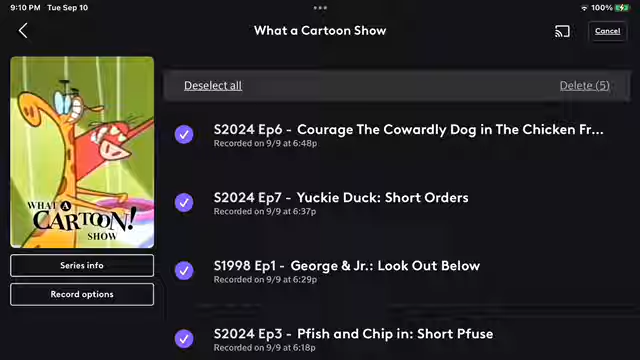 9:10 PM Tue Sep 10
100%
What a Cartoon Show
Cancel
Deselect all
Delete (5)
WHAT A
CARTOON!
SHOW
Series info
Record options
S2024 Ep6 - Courage The Cowardly Dog in The Chicken Fr...
Recorded on 9/9 at 6:48p
S2024 Ep7 - Yuckie Duck: Short Orders
Recorded on 9/9 at 6:37p
S1998 Ep1 - George & Jr.: Look Out Below
Recorded on 9/9 at 6:29p
S2024 Ep3 - Pfish and Chip in: Short Pfuse
Recorded on 9/9 at 6:18p